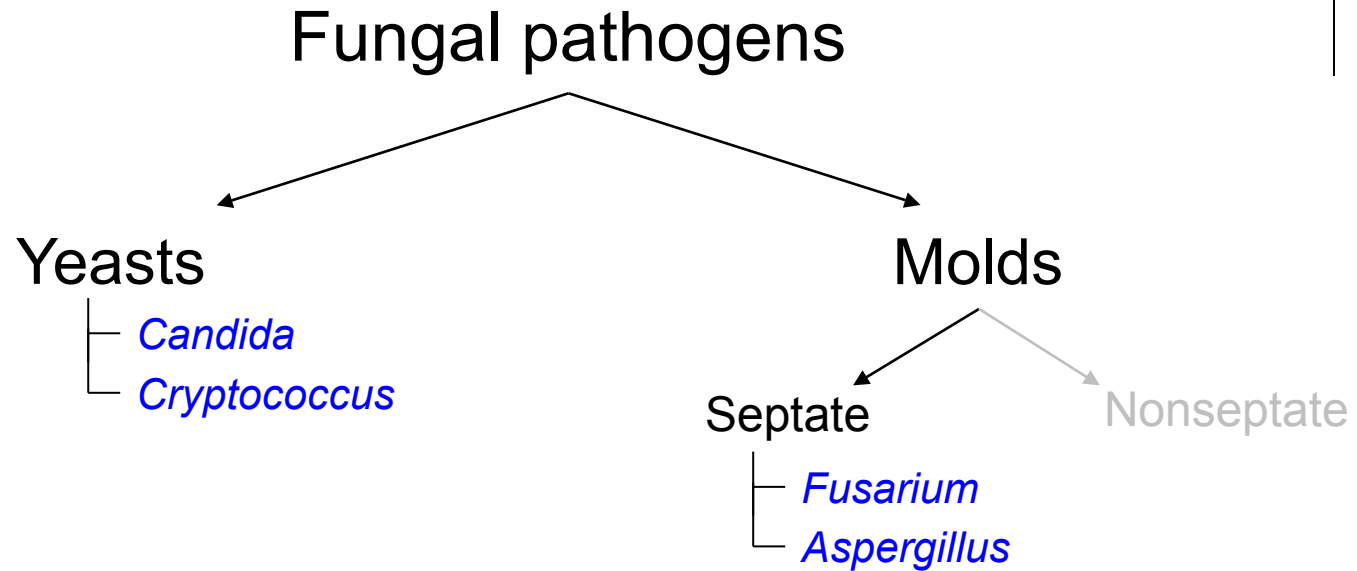 Fungal pathogens
Yeasts
Candida
Cryptococcus
Molds
Septate
Nonseptate
Fusarium
Aspergillus